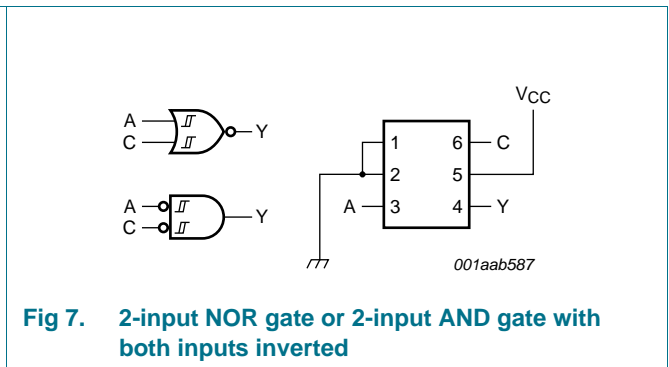 A
C
Y
A
C
Y
VCC
1
6
C
2
5
A
3
4
Y
001aab587
Fig 7. 2-input NOR gate or 2-input AND gate with
both inputs inverted